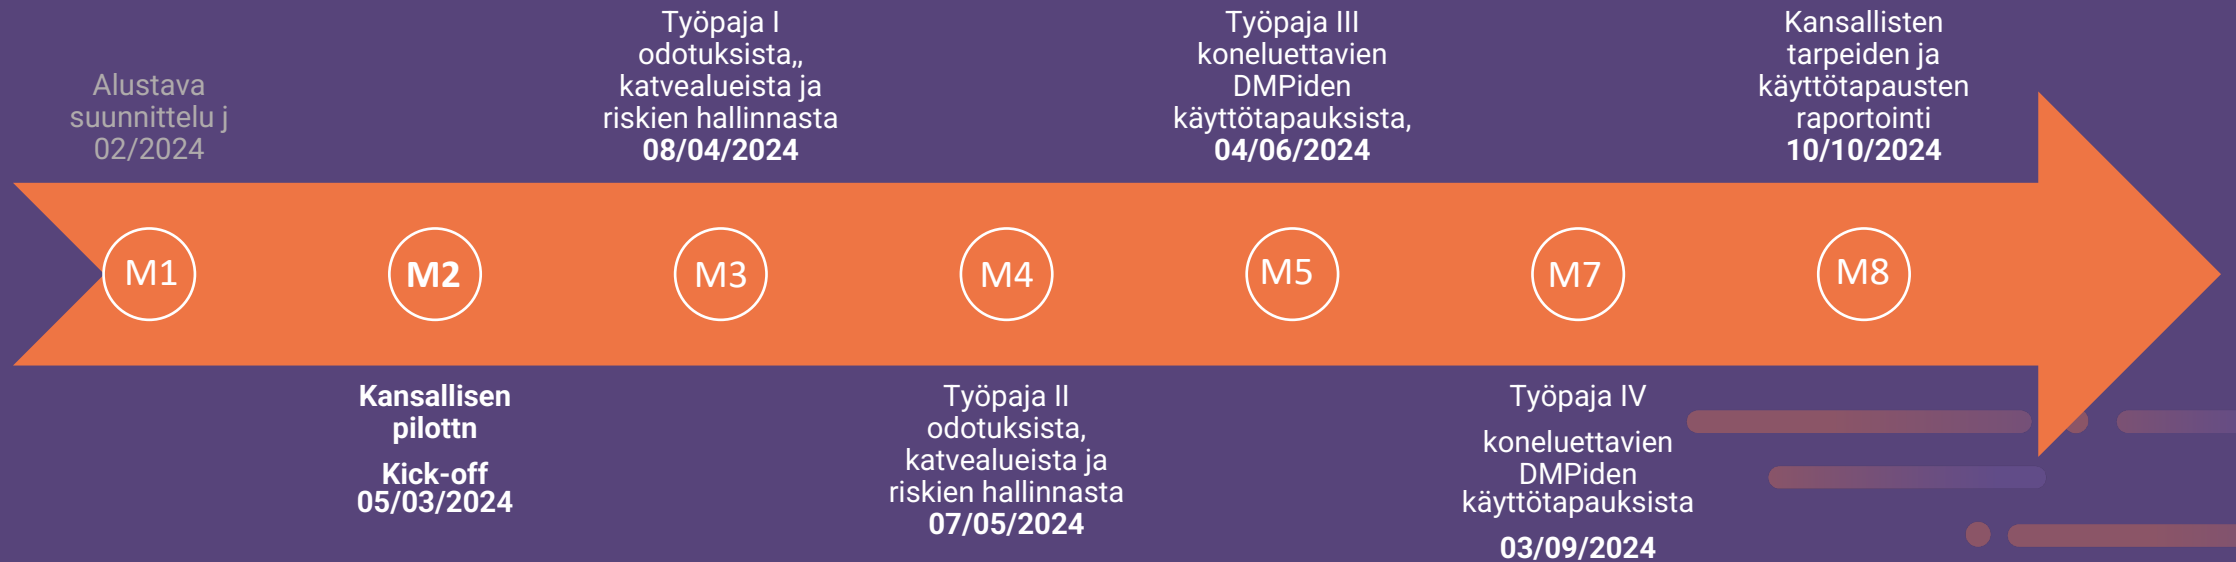 Alustava
suunnittelu j
02/2024
Työpaja I
odotuksista,,
katvealueista ja
riskien hallinnasta
08/04/2024
Työpaja III
koneluettavien
DMPiden
käyttötapauksista,
04/06/2024
Kansallisten
tarpeiden ja
käyttötapausten
raportointi
10/10/2024
M1
M2
M3
M4
M5
M7
M8
Kansallisen
pilottn
Kick-off
05/03/2024
Työpaja II
odotuksista,
katvealueista ja
riskien hallinnasta
07/05/2024
Työpaja IV
koneluettavien
DMPiden
käyttötapauksista
03/09/2024